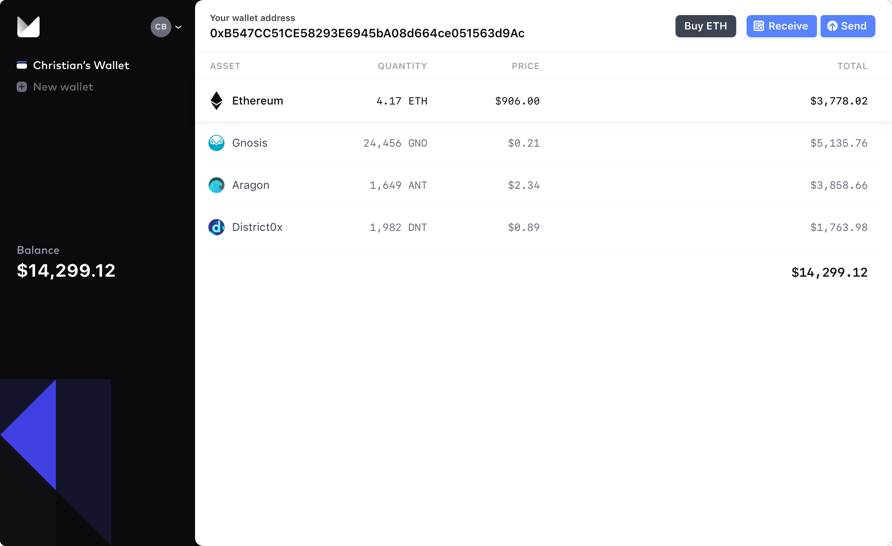 CB
Christian's Wallet
New wallet
Balance
$14,299.12
Your wallet address
0xB547CC51CE58293E6945bA08d664ce051563d9Ac
Buy ETH
Receive
Send
ASSET QUANTITY PRICE TOTAL
Ethereum 4.17 ETH $906.00 $3,778.02
Gnosis 24,456 GNO $0.21 $5,135.76
Aragon 1,649 ANT $2.34 $3,858.66
District0x 1,982 DNT $0.89 $1,763.98
$14,299.12